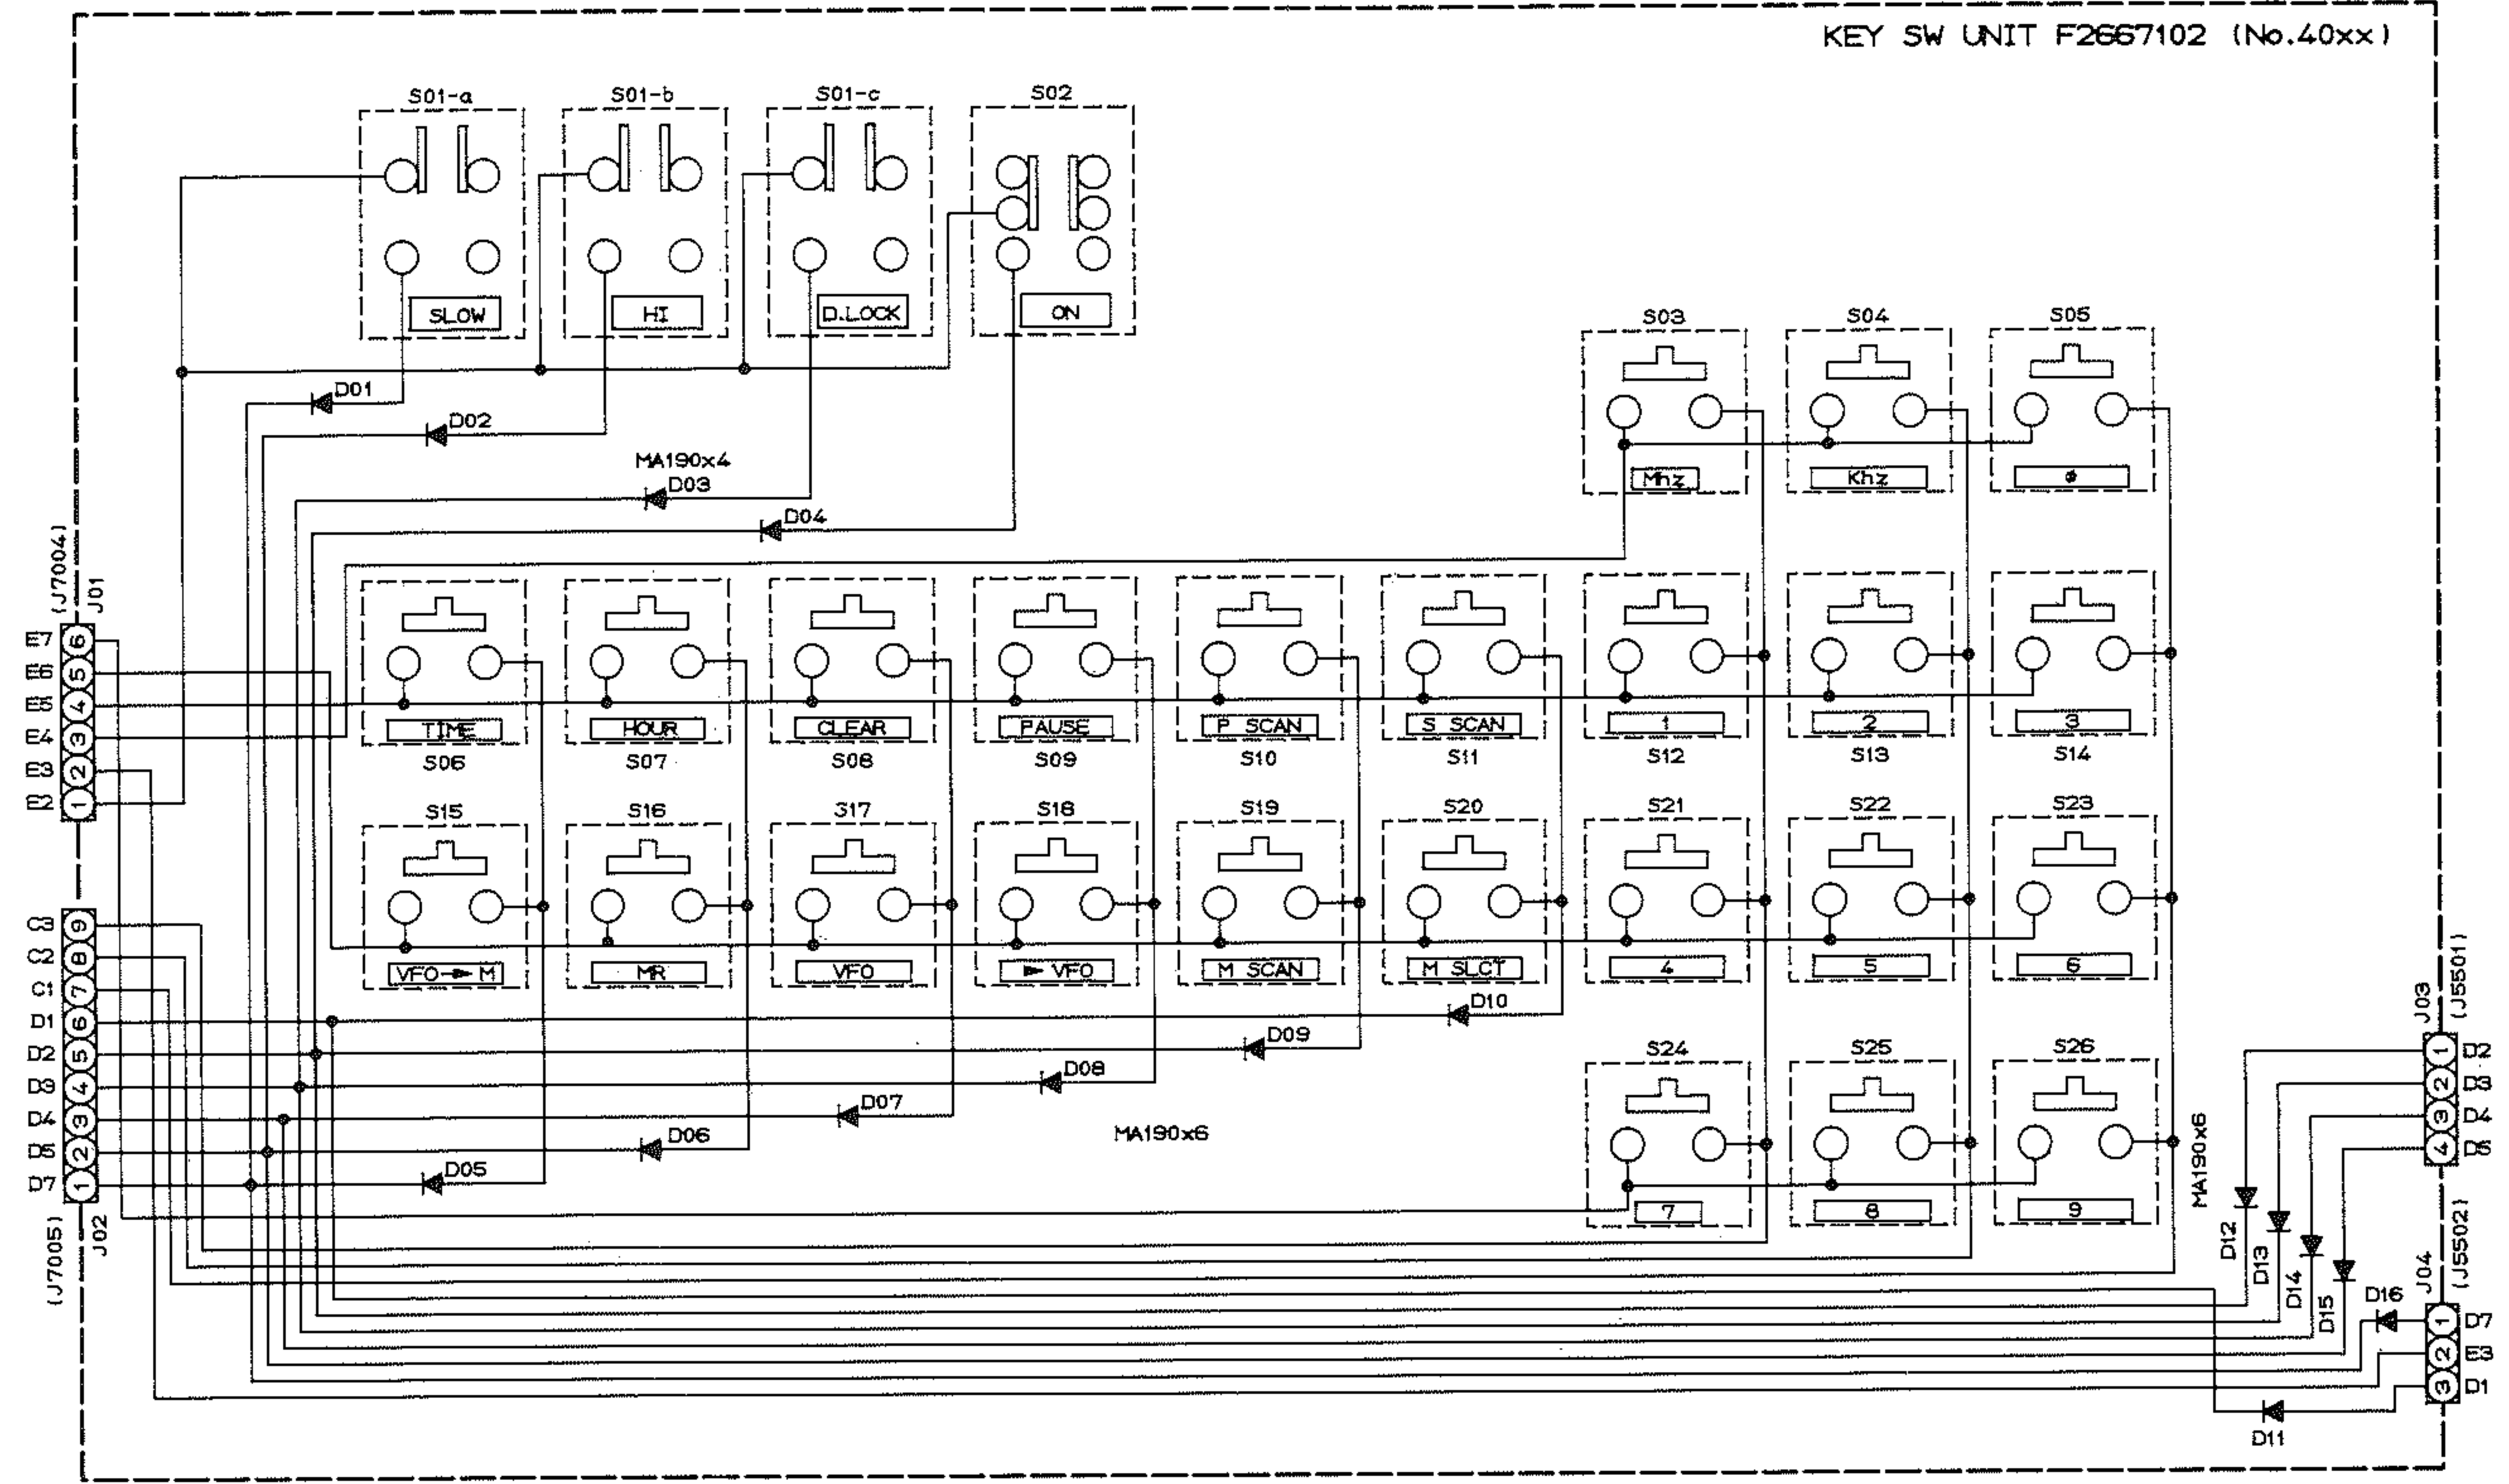 KEY SW UNIT F2667102 (No.40xx)
S01-a
S01-b
S01-c
S02
SLOW
HI
D.LOCK
ON
S03
S04
S05
D01
D02
MA190x4
D03
D04
Mhz
Khz
ø
(J7004)
J01
E7
6
E6
5
E5
4
E4
3
E3
2
E2
1
TIME
HOUR
CLEAR
PAUSE
P SCAN
S SCAN
1
2
3
S06
S07
S08
S09
S10
S11
S12
S13
S14
S15
S16
S17
S18
S19
S20
S21
S22
S23
VFO►M
MR
VFO
►VFO
M SCAN
M SLCT
4
5
6
C3
9
C2
8
C1
7
D1
6
D2
5
D3
4
D4
3
D5
2
D7
1
J02
(J7005)
D10
D09
D08
D07
D06
D05
MA190x6
S24
S25
S26
7
8
9
J03
(J5501)
1
D2
2
D3
3
D4
4
D5
MA190x6
D12
D13
D14
D15
D16
J04
(J5502)
1
D7
2
E3
3
D1
D11